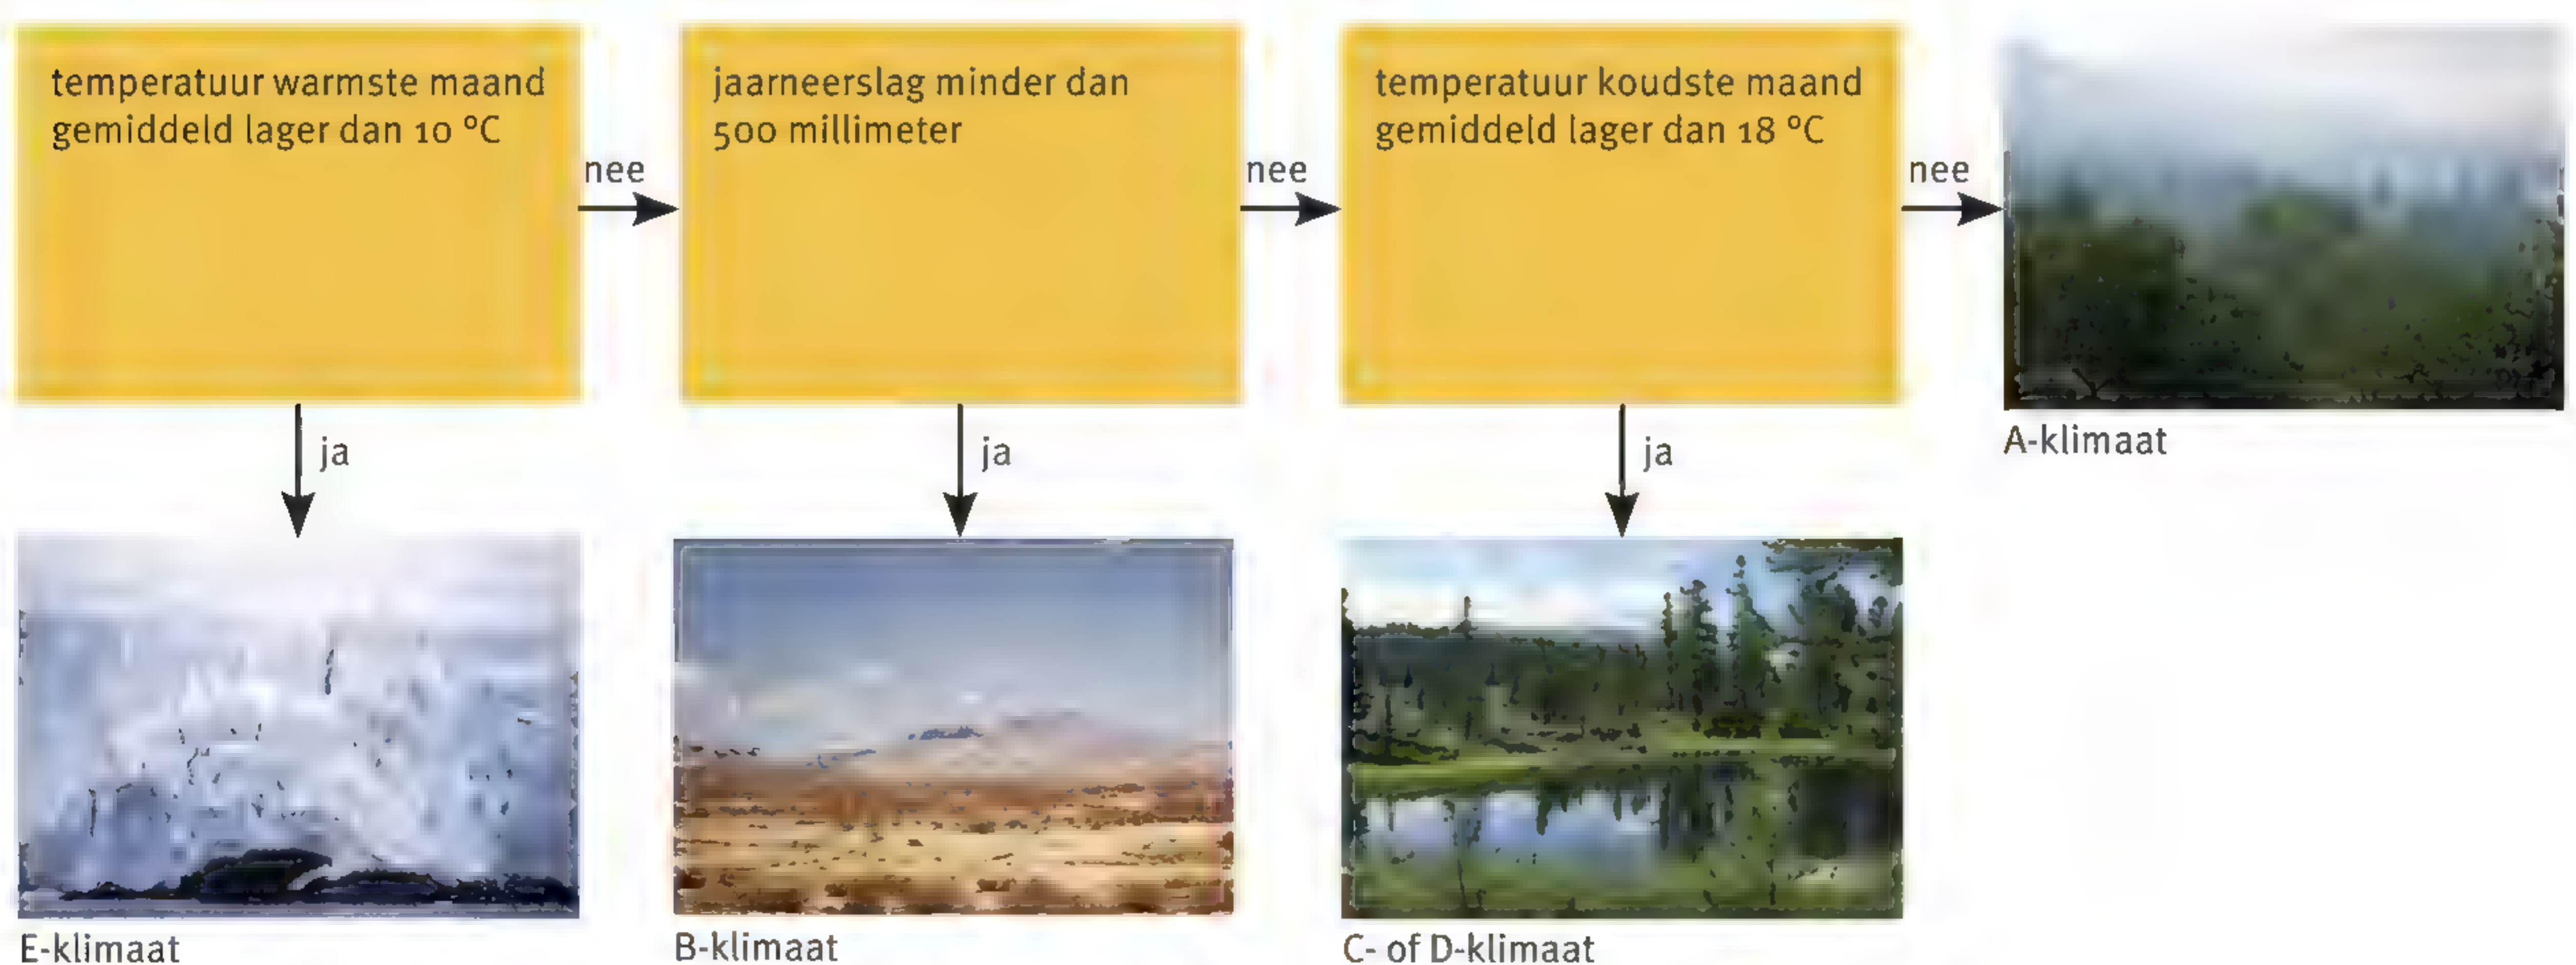 temperatuur warmste maand
gemiddeld lager dan 10 °C
nee
jaarneerslag minder dan
500 millimeter
nee
temperatuur koudste maand
gemiddeld lager dan 18 °C
nee
A-klimaat
ja
ja
ja
E-klimaat
B-klimaat
C- of D-klimaat